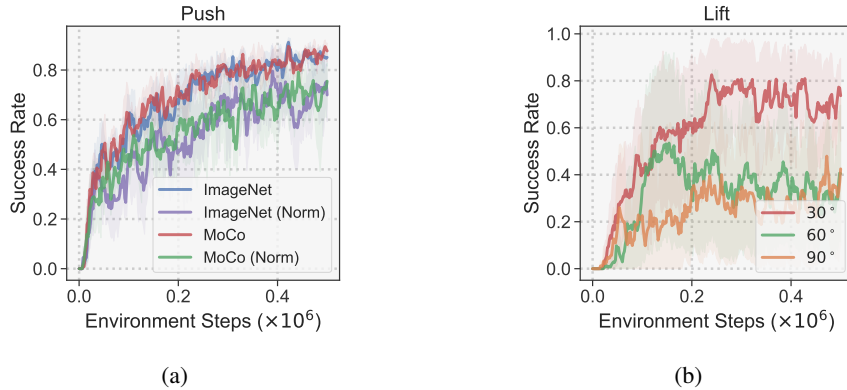 Push
Success Rate
0.8
0.6
0.4
0.2
0.0
ImageNet
ImageNet (Norm)
MoCo
MoCo (Norm)
0.0 0.2 0.4
Environment Steps (×10⁶)
(a)
Lift
Success Rate
1.0
0.8
0.6
0.4
0.2
0.0
30°
60°
90°
0.0 0.2 0.4
Environment Steps (×10⁶)
(b)